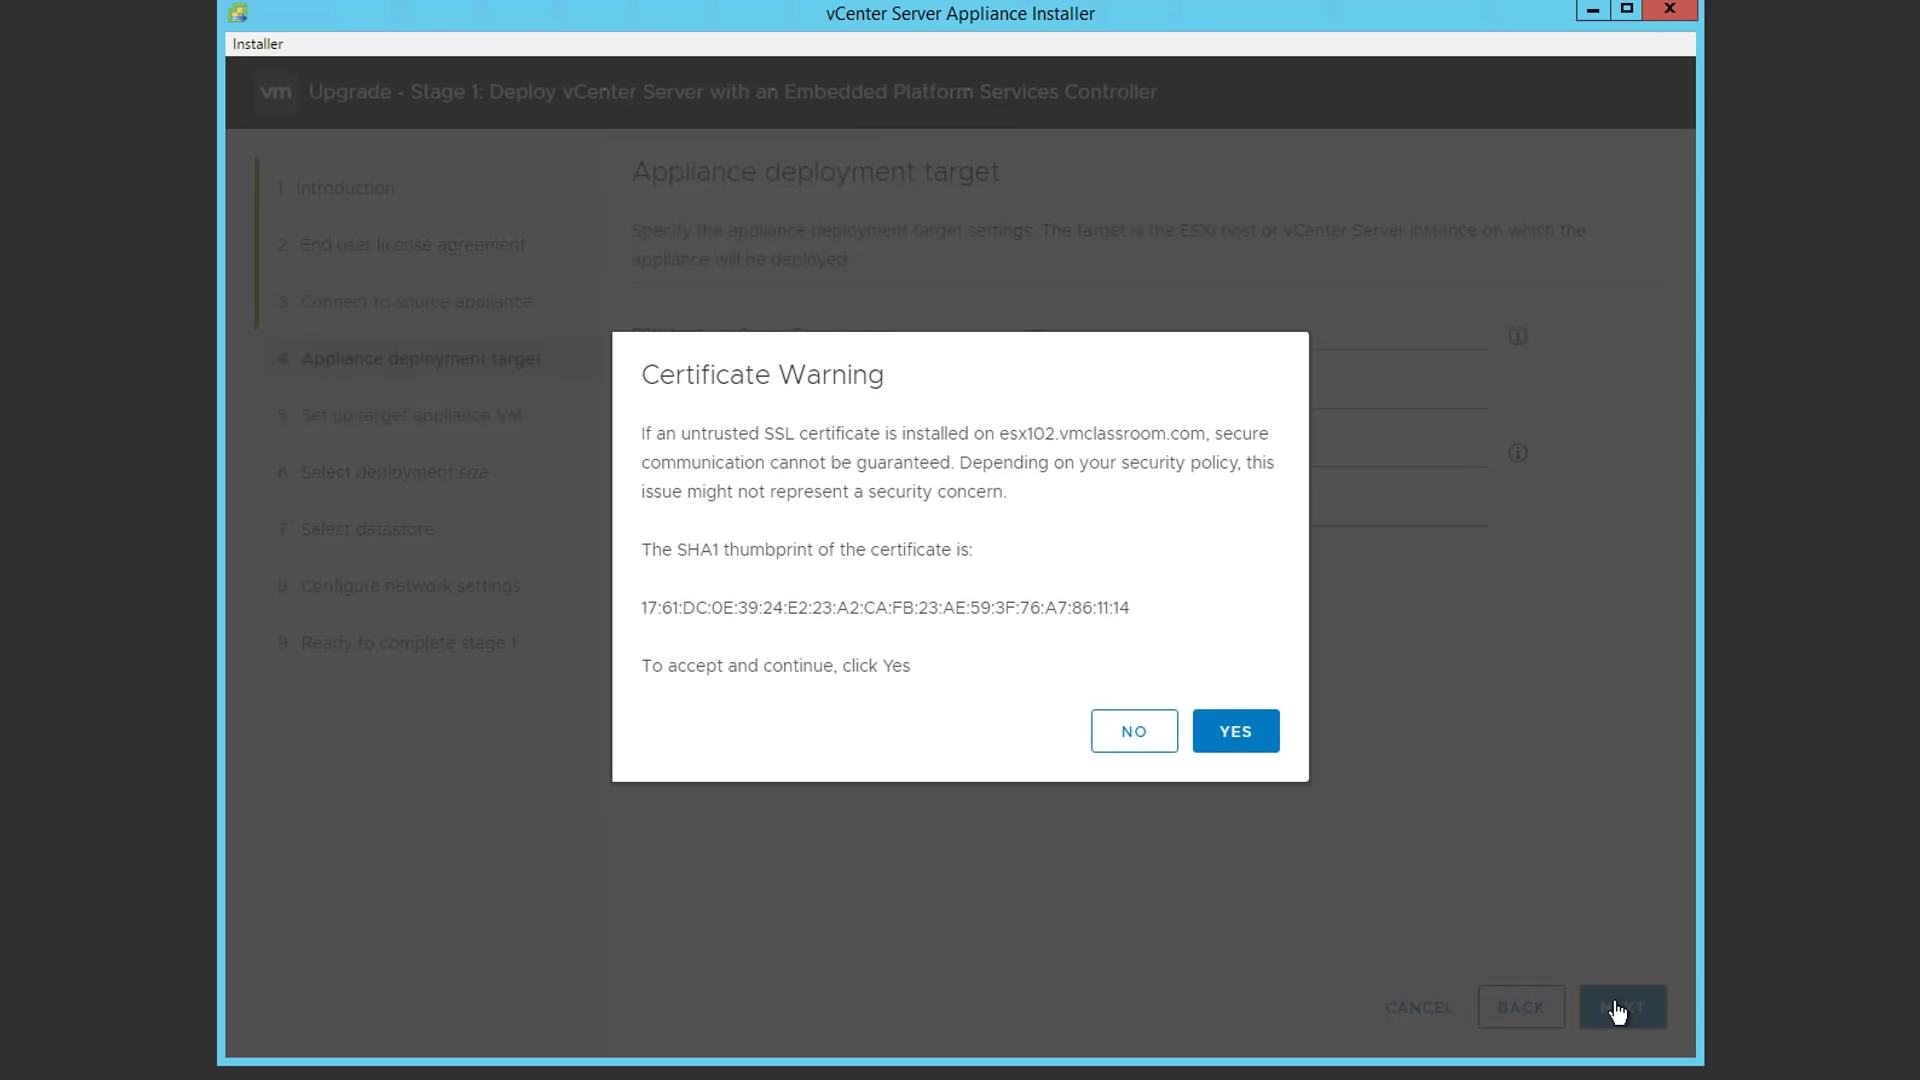 vCenter Server Appliance Installer
Installer
vm Upgrade - Stage 1: Deploy vCenter Server with an Embedded Platform Services Controller
1 Introduction
2 End user license agreement
3 Connect to source appliance
4 Appliance deployment target
5 Set up target appliance VM
6 Select deployment size
7 Select datastore
8 Configure network settings
9 Ready to complete stage 1
Appliance deployment target
Specify the appliance deployment target settings. The target is the ESXi host or vCenter Server instance on which the
appliance will be deployed.
Certificate Warning
If an untrusted SSL certificate is installed on esx102.vmclassroom.com, secure
communication cannot be guaranteed. Depending on your security policy, this
issue might not represent a security concern.
The SHA1 thumbprint of the certificate is:
17:61:DC:0E:39:24:E2:23:A2:CA:FB:23:AE:59:3F:76:A7:86:11:14
To accept and continue, click Yes
NO
YES
CANCEL
BACK
NEXT